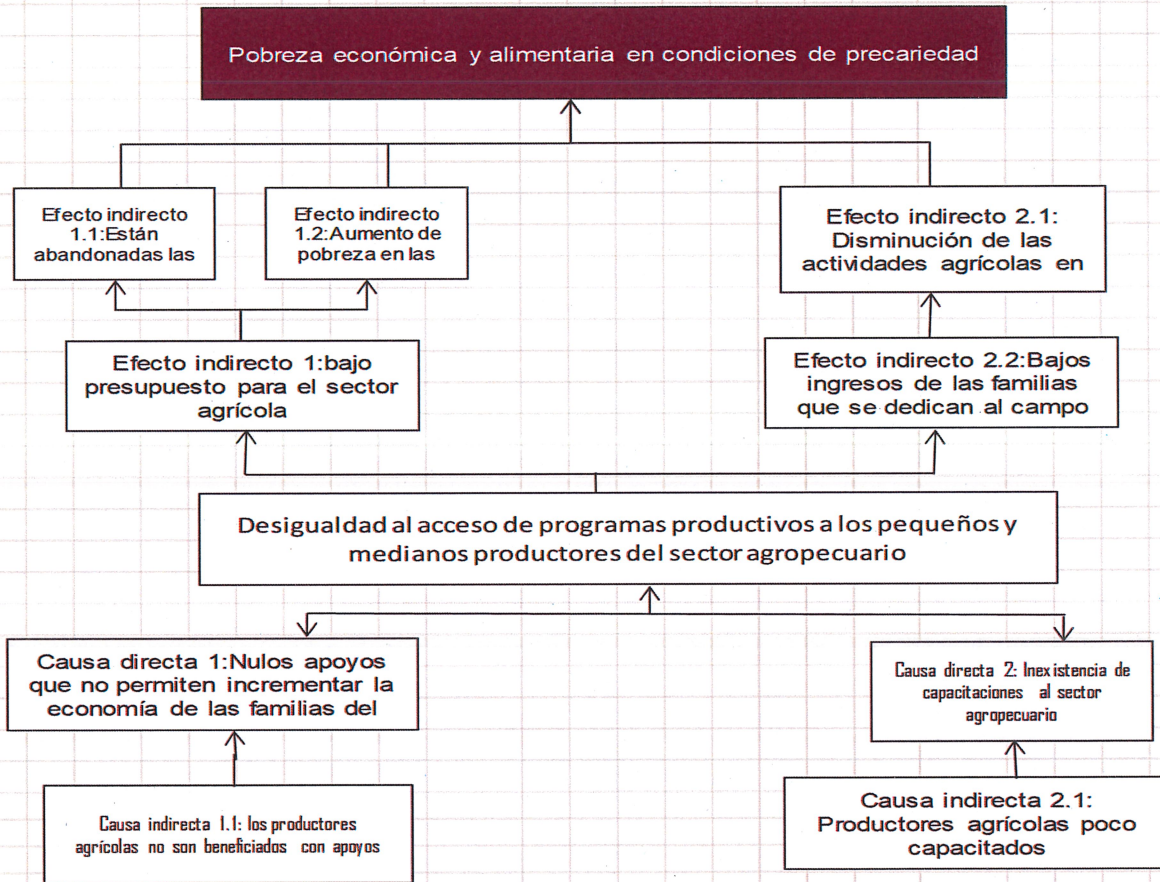 Pobreza económica y alimentaria en condiciones de precariedad
Efecto indirecto
1.1:Están
abandonadas las
Efecto indirecto
1.2:Aumento de
pobreza en las
Efecto indirecto 2.1:
Disminución de las
actividades agrícolas en
Efecto indirecto 1:bajo
presupuesto para el sector
agrícola
Efecto indirecto 2.2:Bajos
ingresos de las familias
que se dedican al campo
Desigualdad al acceso de programas productivos a los pequeños y
medianos productores del sector agropecuario
Causa directa 1:Nulos apoyos
que no permiten incrementar la
economía de las familias del
Causa directa 2: Inexistencia de
capacitaciones al sector
agropecuario
Causa indirecta 1.1: los productores
agrícolas no son beneficiados con apoyos
Causa indirecta 2.1:
Productores agrícolas poco
capacitados